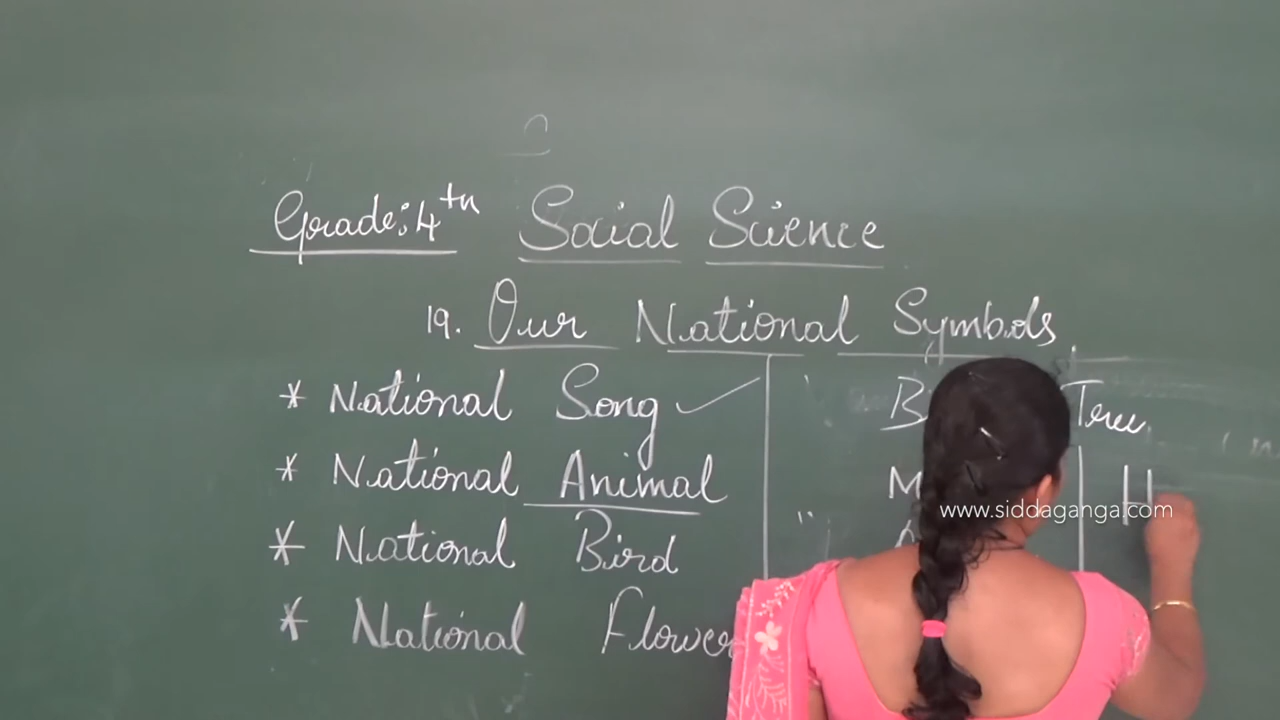 Grade: 4th Social Science
19. Our National Symbols
* National Song
* National Animal
* National Bird
* National Flower
Tree
H
www.siddaganga.com